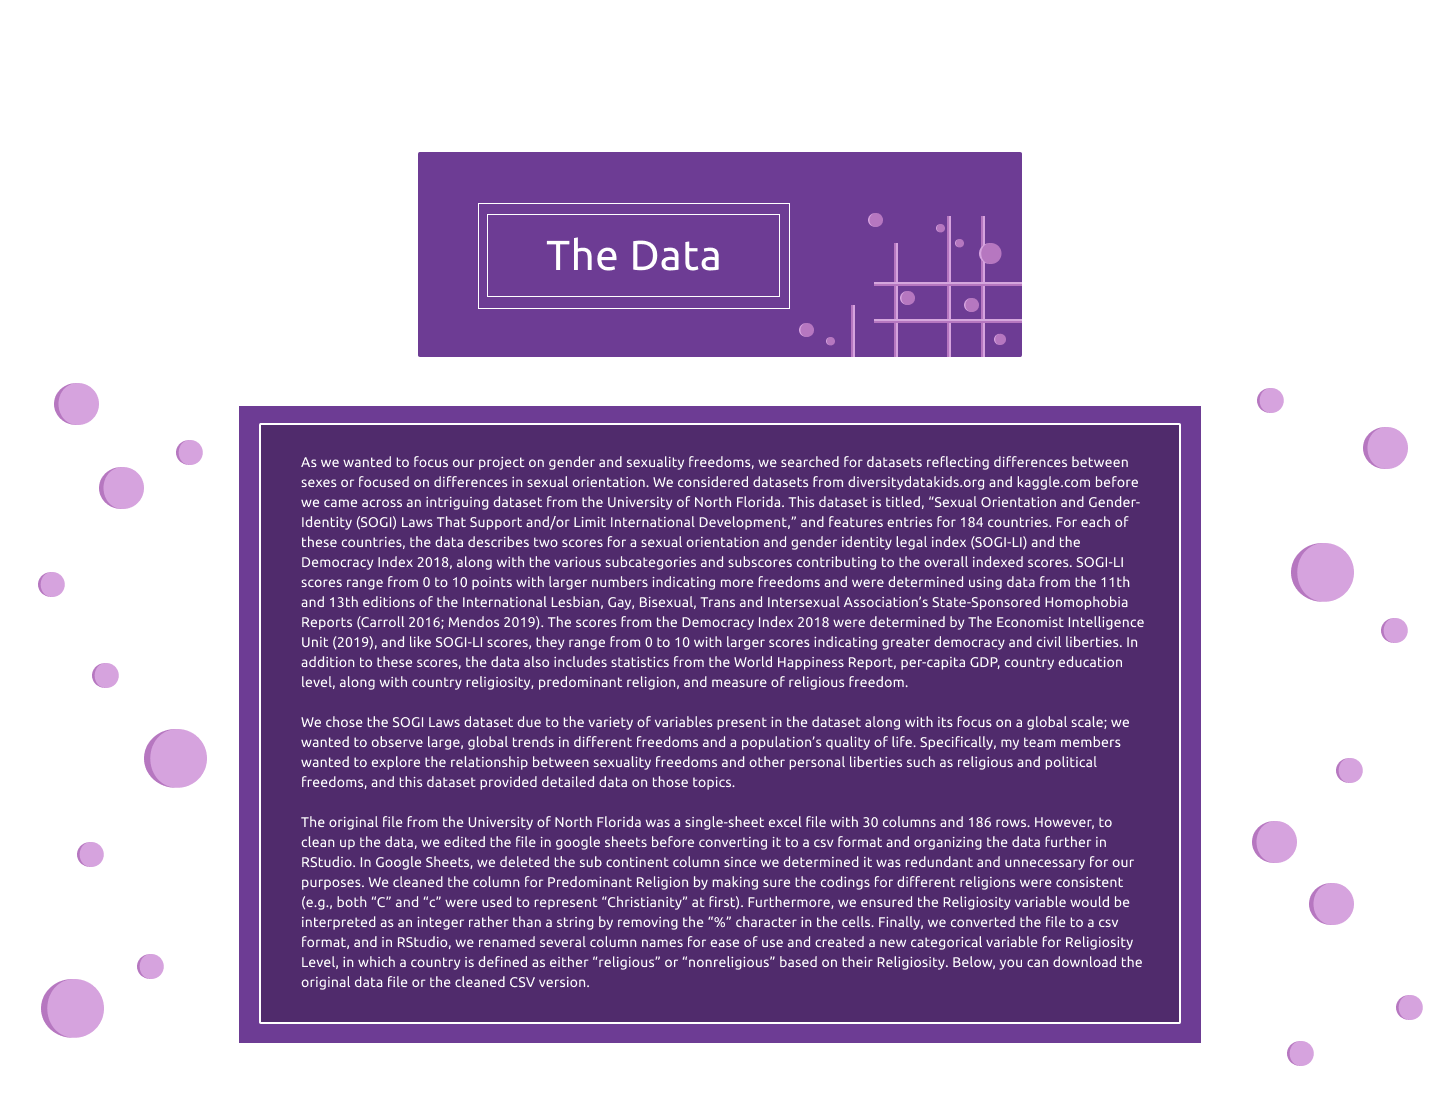 The Data
As we wanted to focus our project on gender and sexuality freedoms, we searched for datasets reflecting differences between
sexes or focused on differences in sexual orientation. We considered datasets from diversitydatakids.org and kaggle.com before
we came across an intriguing dataset from the University of North Florida. This dataset is titled, “Sexual Orientation and Gender-
Identity (SOGI) Laws That Support and/or Limit International Development,” and features entries for 184 countries. For each of
these countries, the data describes two scores for a sexual orientation and gender identity legal index (SOGI-LI) and the
Democracy Index 2018, along with the various subcategories and subscores contributing to the overall indexed scores. SOGI-LI
scores range from 0 to 10 points with larger numbers indicating more freedoms and were determined using data from the 11th
and 13th editions of the International Lesbian, Gay, Bisexual, Trans and Intersexual Association’s State-Sponsored Homophobia
Reports (Carroll 2016; Mendos 2019). The scores from the Democracy Index 2018 were determined by The Economist Intelligence
Unit (2019), and like SOGI-LI scores, they range from 0 to 10 with larger scores indicating greater democracy and civil liberties. In
addition to these scores, the data also includes statistics from the World Happiness Report, per-capita GDP, country education
level, along with country religiosity, predominant religion, and measure of religious freedom.
We chose the SOGI Laws dataset due to the variety of variables present in the dataset along with its focus on a global scale; we
wanted to observe large, global trends in different freedoms and a population’s quality of life. Specifically, my team members
wanted to explore the relationship between sexuality freedoms and other personal liberties such as religious and political
freedoms, and this dataset provided detailed data on those topics.
The original file from the University of North Florida was a single-sheet excel file with 30 columns and 186 rows. However, to
clean up the data, we edited the file in google sheets before converting it to a csv format and organizing the data further in
RStudio. In Google Sheets, we deleted the sub continent column since we determined it was redundant and unnecessary for our
purposes. We cleaned the column for Predominant Religion by making sure the codings for different religions were consistent
(e.g., both “C” and “c” were used to represent “Christianity” at first). Furthermore, we ensured the Religiosity variable would be
interpreted as an integer rather than a string by removing the “%” character in the cells. Finally, we converted the file to a csv
format, and in RStudio, we renamed several column names for ease of use and created a new categorical variable for Religiosity
Level, in which a country is defined as either “religious” or “nonreligious” based on their Religiosity. Below, you can download the
original data file or the cleaned CSV version.